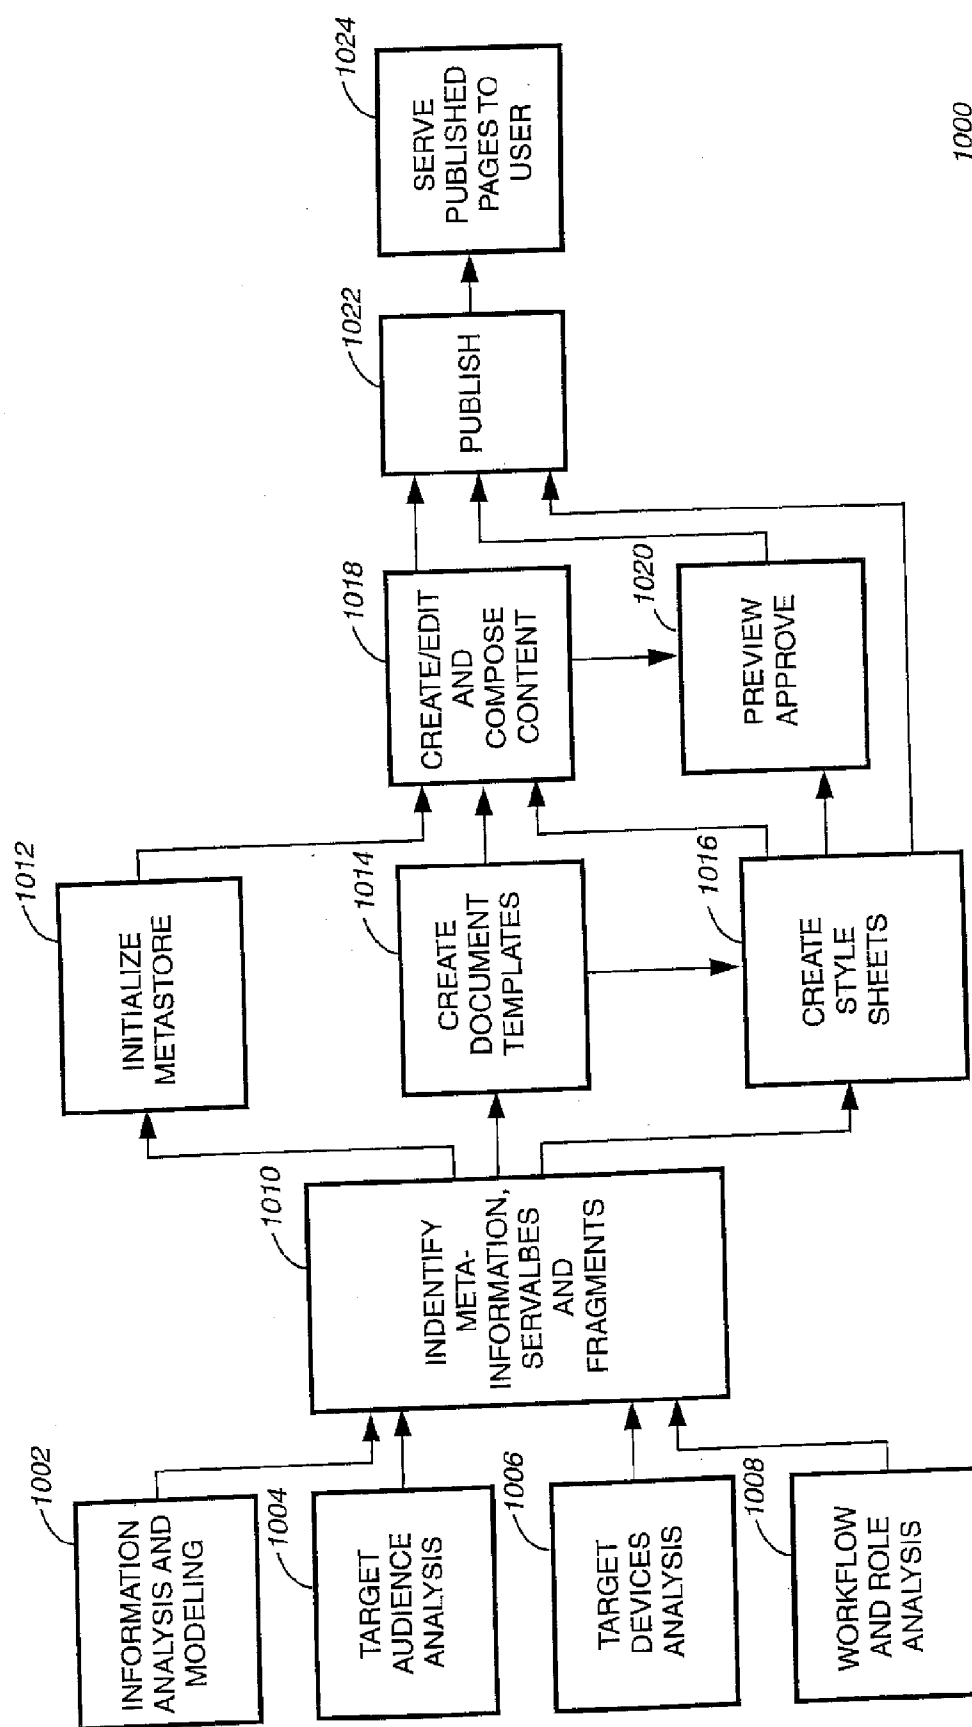 1002
INFORMATION
ANALYSIS AND
MODELING
1004
TARGET
AUDIENCE
ANALYSIS
1006
TARGET
DEVICES
ANALYSIS
1008
WORKFLOW
AND ROLE
ANALYSIS
1010
INDENTIFY
META-
INFORMATION,
SERVALBES
AND
FRAGMENTS
1012
INITIALIZE
METASTORE
1014
CREATE
DOCUMENT
TEMPLATES
1016
CREATE
STYLE
SHEETS
1018
CREATE/EDIT
AND
COMPOSE
CONTENT
1020
PREVIEW
APPROVE
1022
PUBLISH
1024
SERVE
PUBLISHED
PAGES TO
USER
1000